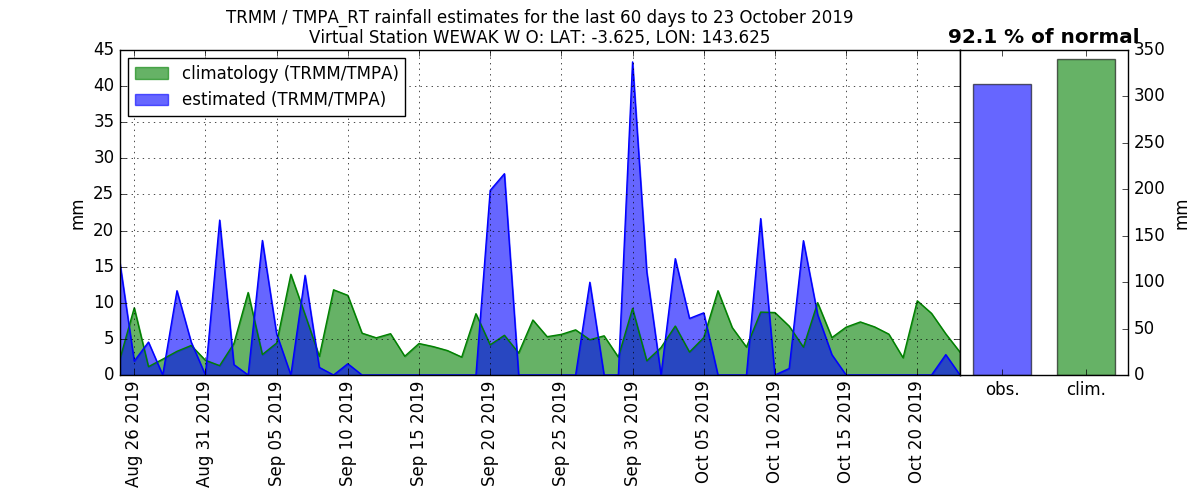 TRMM / TMPA_RT rainfall estimates for the last 60 days to 23 October 2019
Virtual Station WEWAK W O: LAT: -3.625, LON: 143.625
92.1 % of normal
climatology (TRMM/TMPA)
estimated (TRMM/TMPA)
mm
45
40
35
30
25
20
15
10
5
0
Aug 26 2019
Aug 31 2019
Sep 05 2019
Sep 10 2019
Sep 15 2019
Sep 20 2019
Sep 25 2019
Sep 30 2019
Oct 05 2019
Oct 10 2019
Oct 15 2019
Oct 20 2019
obs.
clim.
350
300
250
200
150
100
50
0
mm